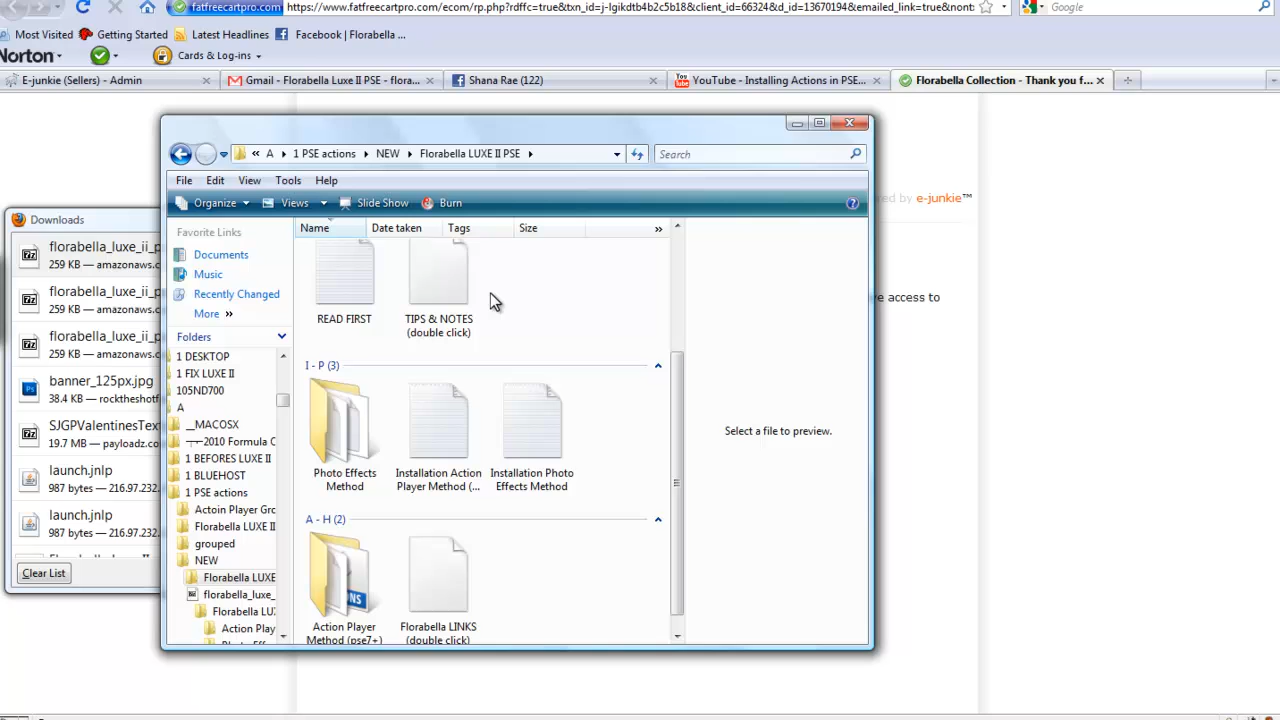 fatfreecartpro.com
https://www.fatfreecartpro.com/ecom/rp.php?rdffc=true&txn_id=j-lgikdtb4b2c5b18&client_id=66324&d_id=13670194&emailed_link=true&nont
Google
Most Visited
Getting Started
Latest Headlines
Facebook | Florabella ...
Norton
Cards & Log-ins
E-junkie (Sellers) - Admin
Gmail - Florabella Luxe II PSE - flora...
Shana Rae (122)
YouTube - Installing Actions in PSE...
Florabella Collection - Thank you f...
A
1 PSE actions
NEW
Florabella LUXE II PSE
Search
File Edit View Tools Help
Organize
Views
Slide Show
Burn
by e-junkie™
e access to
Downloads
florabella_luxe_ii_p
259 KB — amazonaws.c
florabella_luxe_ii_p
259 KB — amazonaws.
florabella_luxe_ii_p
259 KB — amazonaws.
banner_125px.jpg
38.4 KB — rocktheshotf
SJGPValentinesTex
19.7 MB — payloadz.co
launch.jnlp
987 bytes — 216.97.232.
launch.jnlp
987 bytes — 216.97.232.
Clear List
Favorite Links
Documents
Music
Recently Changed
More »
Folders
1 DESKTOP
1 FIX LUXE II
105ND700
A
__MACOSX
2010 Formula C
1 BEFORES LUXE II
1 BLUEHOST
1 PSE actions
Actoin Player Gro
Florabella LUXE II
grouped
NEW
Florabella LUXE
florabella_luxe_
Florabella LU
Action Play
Name
Date taken
Tags
Size
READ FIRST
TIPS & NOTES
(double click)
I - P (3)
Photo Effects
Method
Installation Action
Player Method (...
Installation Photo
Effects Method
A - H (2)
Action Player
Method (pse7+)
Florabella LINKS
(double click)
Select a file to preview.